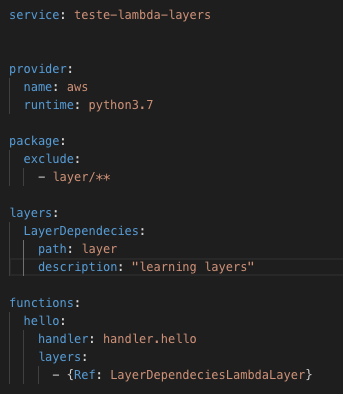 service: teste-lambda-layers
provider:
  name: aws
  runtime: python3.7
package:
  exclude:
    - layer/**
layers:
  LayerDependecies:
    path: layer
    description: "learning layers"
functions:
  hello:
    handler: handler.hello
    layers:
      - {Ref: LayerDependeciesLambdaLayer}